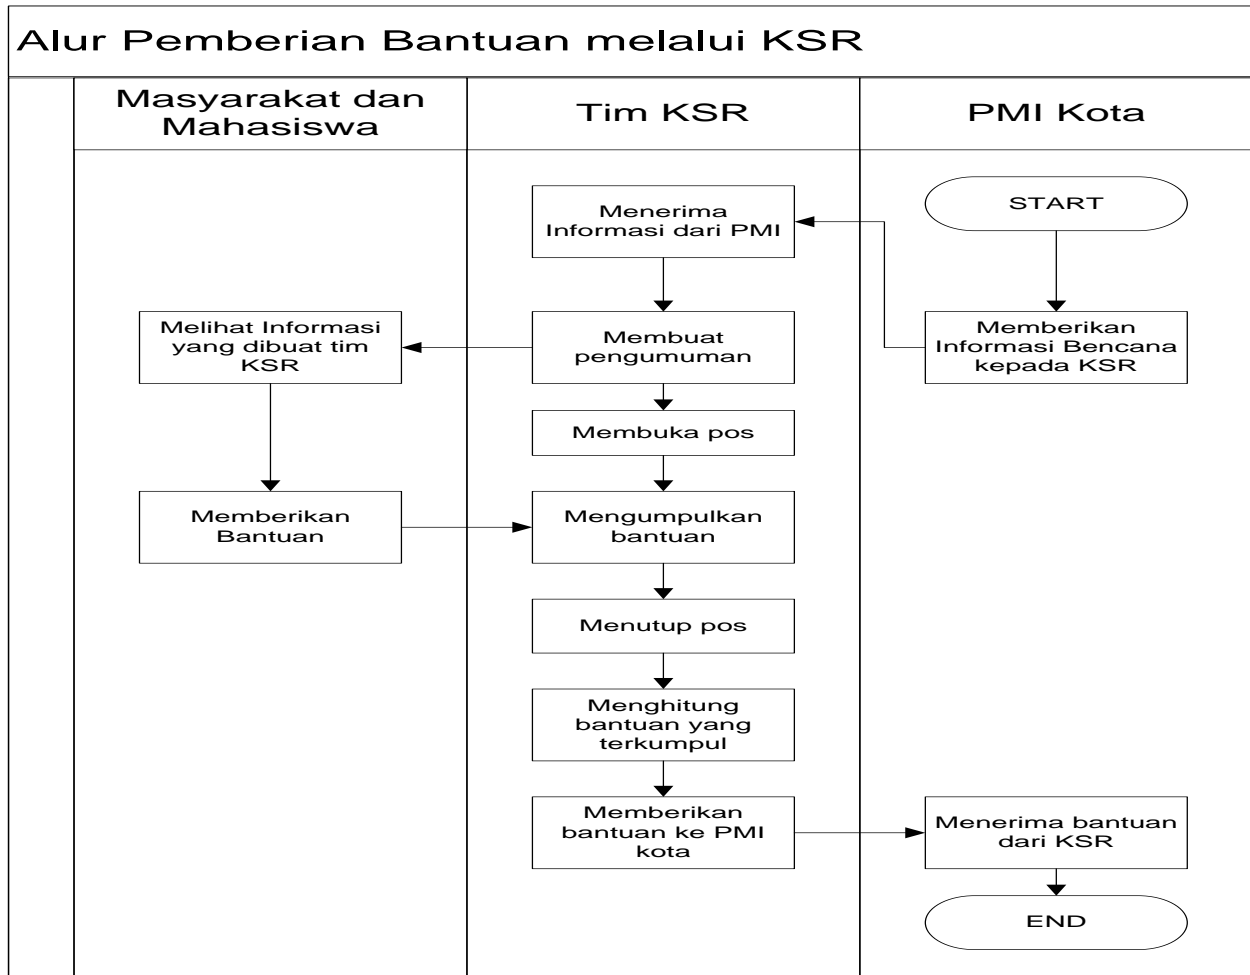 Alur Pemberian Bantuan melalui KSR
Masyarakat dan
Mahasiswa
Tim KSR
PMI Kota
START
Menerima
Informasi dari PMI
Memberikan
Informasi Bencana
kepada KSR
Membuat
pengumuman
Melihat Informasi
yang dibuat tim
KSR
Membuka pos
Memberikan
Bantuan
Mengumpulkan
bantuan
Menutup pos
Menghitung
bantuan yang
terkumpul
Memberikan
bantuan ke PMI
kota
Menerima bantuan
dari KSR
END